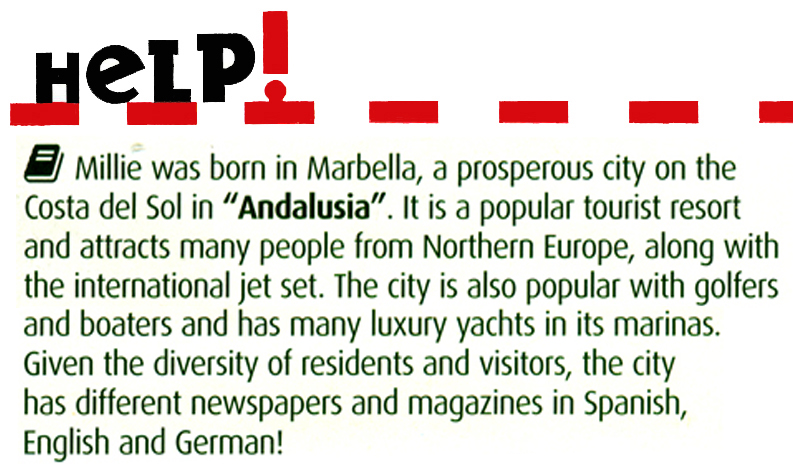 HeLP!
Millie was born in Marbella, a prosperous city on the
Costa del Sol in “Andalusia”. It is a popular tourist resort
and attracts many people from Northern Europe, along with
the international jet set. The city is also popular with golfers
and boaters and has many luxury yachts in its marinas.
Given the diversity of residents and visitors, the city
has different newspapers and magazines in Spanish,
English and German!